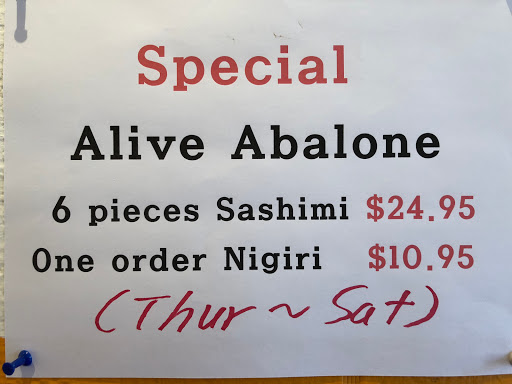 Special
Alive Abalone
6 pieces Sashimi $24.95
One order Nigiri $10.95
(Thur ~ Sat)